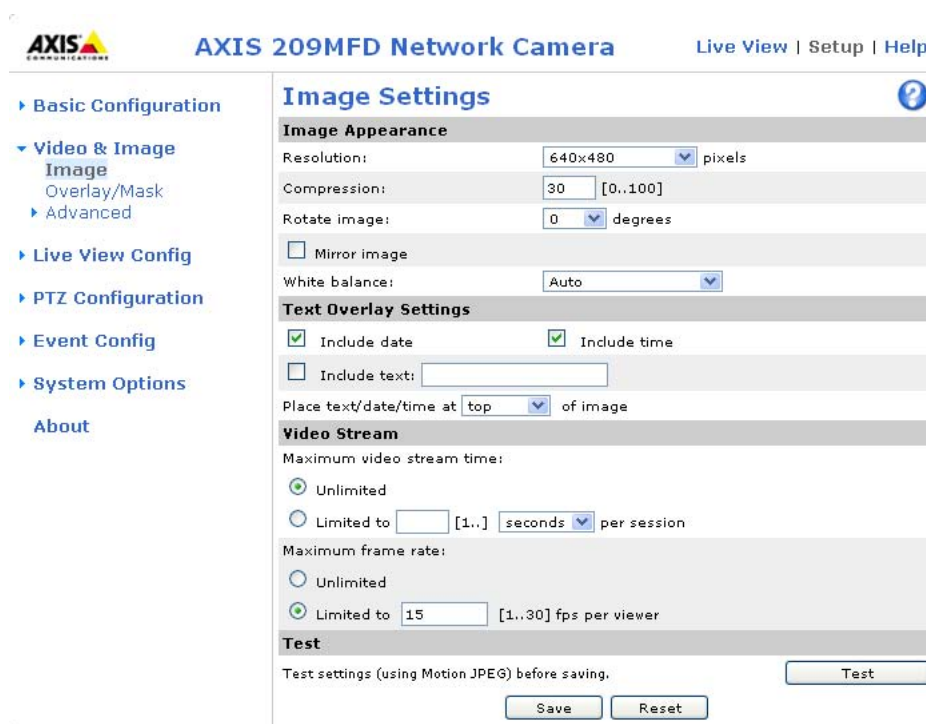 AXIS
COMMUNICATIONS
AXIS 209MFD Network Camera
Live View | Setup | Help
Basic Configuration
Video & Image
Image
Overlay/Mask
Advanced
Live View Config
PTZ Configuration
Event Config
System Options
About
Image Settings
?
Image Appearance
Resolution: 640x480 pixels
Compression: 30 [0..100]
Rotate image: 0 degrees
Mirror image
White balance: Auto
Text Overlay Settings
Include date Include time
Include text:
Place text/date/time at top of image
Video Stream
Maximum video stream time:
Unlimited
Limited to [1..] seconds per session
Maximum frame rate:
Unlimited
Limited to 15 [1..30] fps per viewer
Test
Test settings (using Motion JPEG) before saving. Test
Save Reset